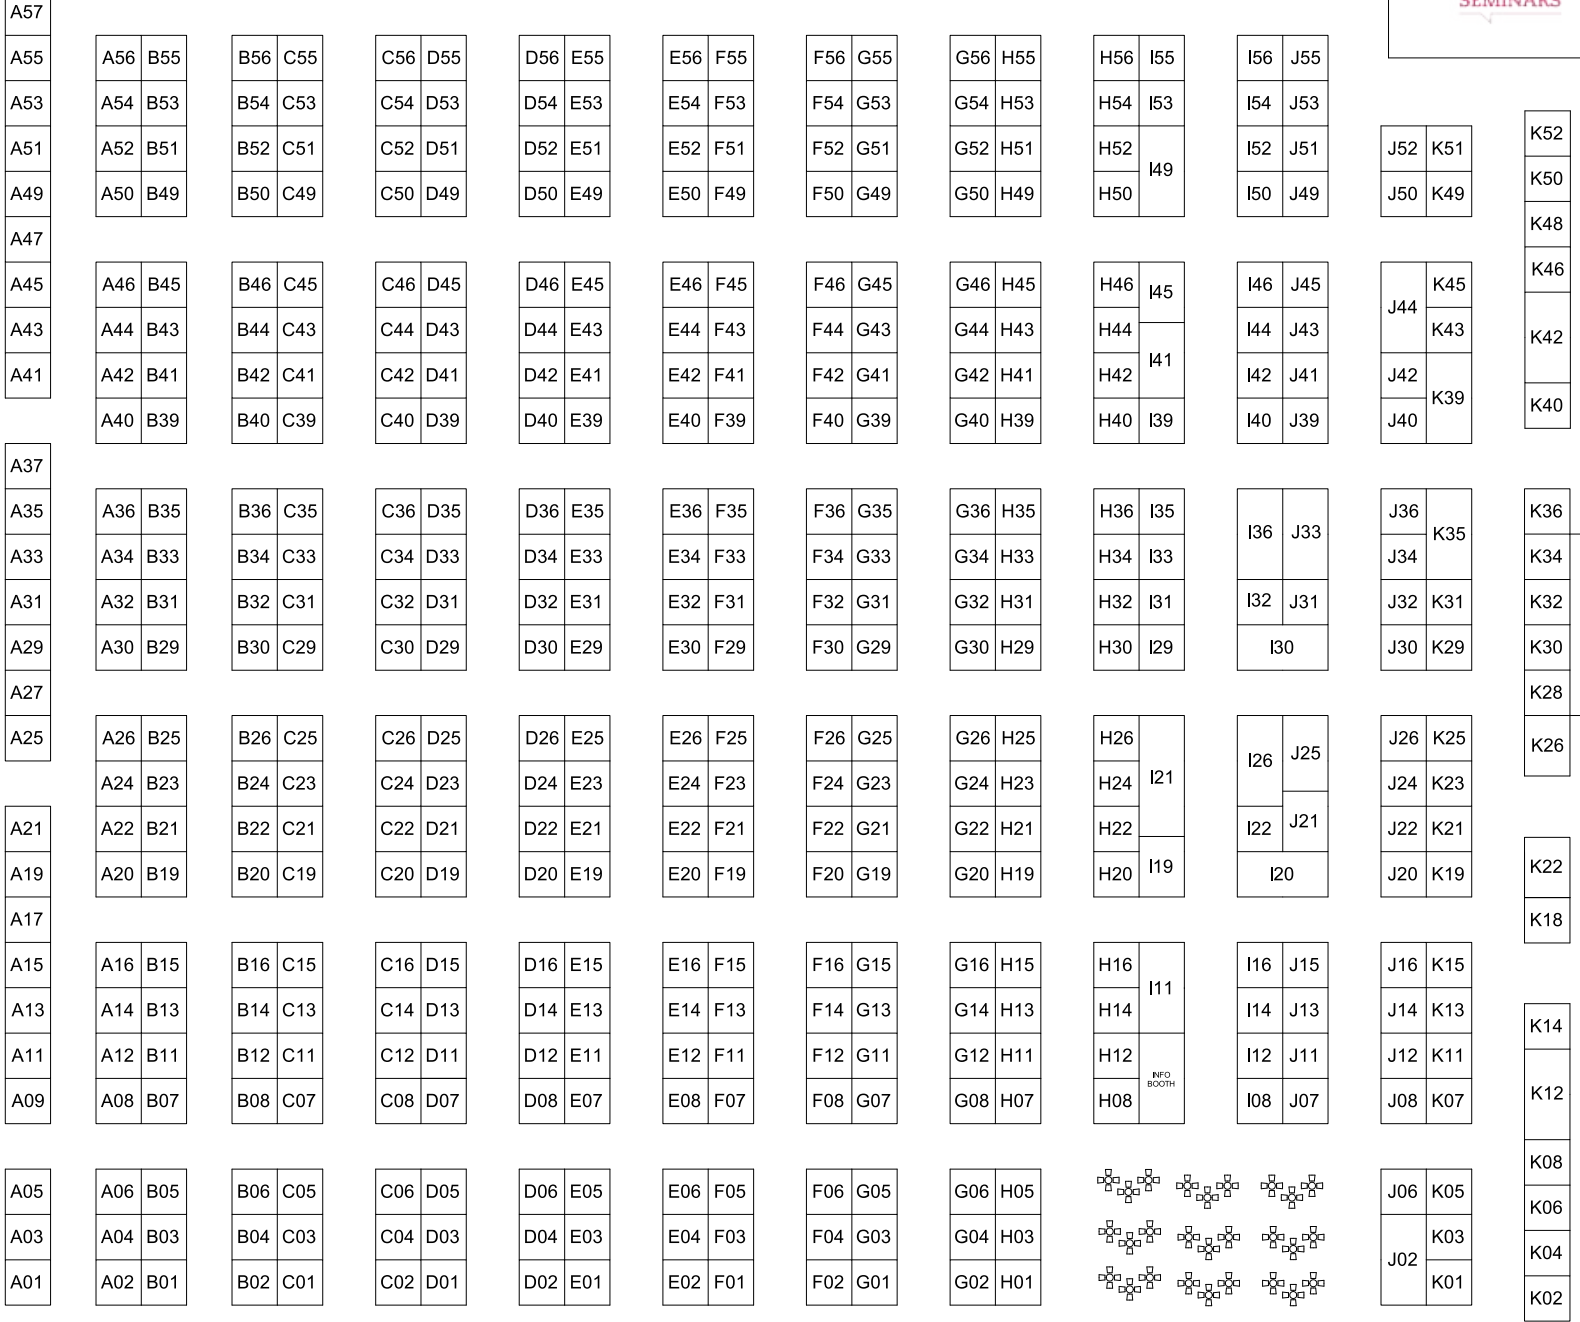 A57
SEMINARS
A55 A56 B55 B56 C55 C56 D55 D56 E55 E56 F55 F56 G55 G56 H55 H56 I55 I56 J55
A53 A54 B53 B54 C53 C54 D53 D54 E53 E54 F53 F54 G53 G54 H53 H54 I53 I54 J53
K52
A51 A52 B51 B52 C51 C52 D51 D52 E51 E52 F51 F52 G51 G52 H51 H52 I52 J51 J52 K51
I49
K50
A49 A50 B49 B50 C49 C50 D49 D50 E49 E50 F49 F50 G49 G50 H49 H50 I50 J49 J50 K49
K48
A47
K46
A45 A46 B45 B46 C45 C46 D45 D46 E45 E46 F45 F46 G45 G46 H45 H46 I45 I46 J45 K45
J44
A43 A44 B43 B44 C43 C44 D43 D44 E43 E44 F43 F44 G43 G44 H43 H44 I44 J43 K43
K42
I41
A41 A42 B41 B42 C41 C42 D41 D42 E41 E42 F41 F42 G41 G42 H41 H42 I42 J41 J42
K39
K40
A40 B39 B40 C39 C40 D39 D40 E39 E40 F39 F40 G39 G40 H39 H40 I39 I40 J39 J40
A37
A35 A36 B35 B36 C35 C36 D35 D36 E35 E36 F35 F36 G35 G36 H35 H36 I35 J36 K36
I36 J33 K35
A33 A34 B33 B34 C33 C34 D33 D34 E33 E34 F33 F34 G33 G34 H33 H34 I33 J34 K34
A31 A32 B31 B32 C31 C32 D31 D32 E31 E32 F31 F32 G31 G32 H31 H32 I31 I32 J31 J32 K31 K32
A29 A30 B29 B30 C29 C30 D29 D30 E29 E30 F29 F30 G29 G30 H29 H30 I29 I30 J30 K29 K30
A27 K28
A25 A26 B25 B26 C25 C26 D25 D26 E25 E26 F25 F26 G25 G26 H25 H26 J26 K25 K26
I26 J25
A24 B23 B24 C23 C24 D23 D24 E23 E24 F23 F24 G23 G24 H23 H24 I21 J24 K23
A21 A22 B21 B22 C21 C22 D21 D22 E21 E22 F21 F22 G21 G22 H21 H22 I22 J21 J22 K21
A19 A20 B19 B20 C19 C20 D19 D20 E19 E20 F19 F20 G19 G20 H19 H20 I19 I20 J20 K19 K22
A17 K18
A15 A16 B15 B16 C15 C16 D15 D16 E15 E16 F15 F16 G15 G16 H15 H16 I16 J15 J16 K15
I11
A13 A14 B13 B14 C13 C14 D13 D14 E13 E14 F13 F14 G13 G14 H13 H14 I14 J13 J14 K13
K14
A11 A12 B11 B12 C11 C12 D11 D12 E11 E12 F11 F12 G11 G12 H11 H12 I12 J11 J12 K11
INFO
BOOTH
K12
A09 A08 B07 B08 C07 C08 D07 D08 E07 E08 F07 F08 G07 G08 H07 H08 I08 J07 J08 K07
K08
A05 A06 B05 B06 C05 C06 D05 D06 E05 E06 F05 F06 G05 G06 H05 J06 K05
K06
A03 A04 B03 B04 C03 C04 D03 D04 E03 E04 F03 F04 G03 G04 H03 K03
K04
J02
A01 A02 B01 B02 C01 C02 D01 D02 E01 E02 F01 F02 G01 G02 H01 K01
K02